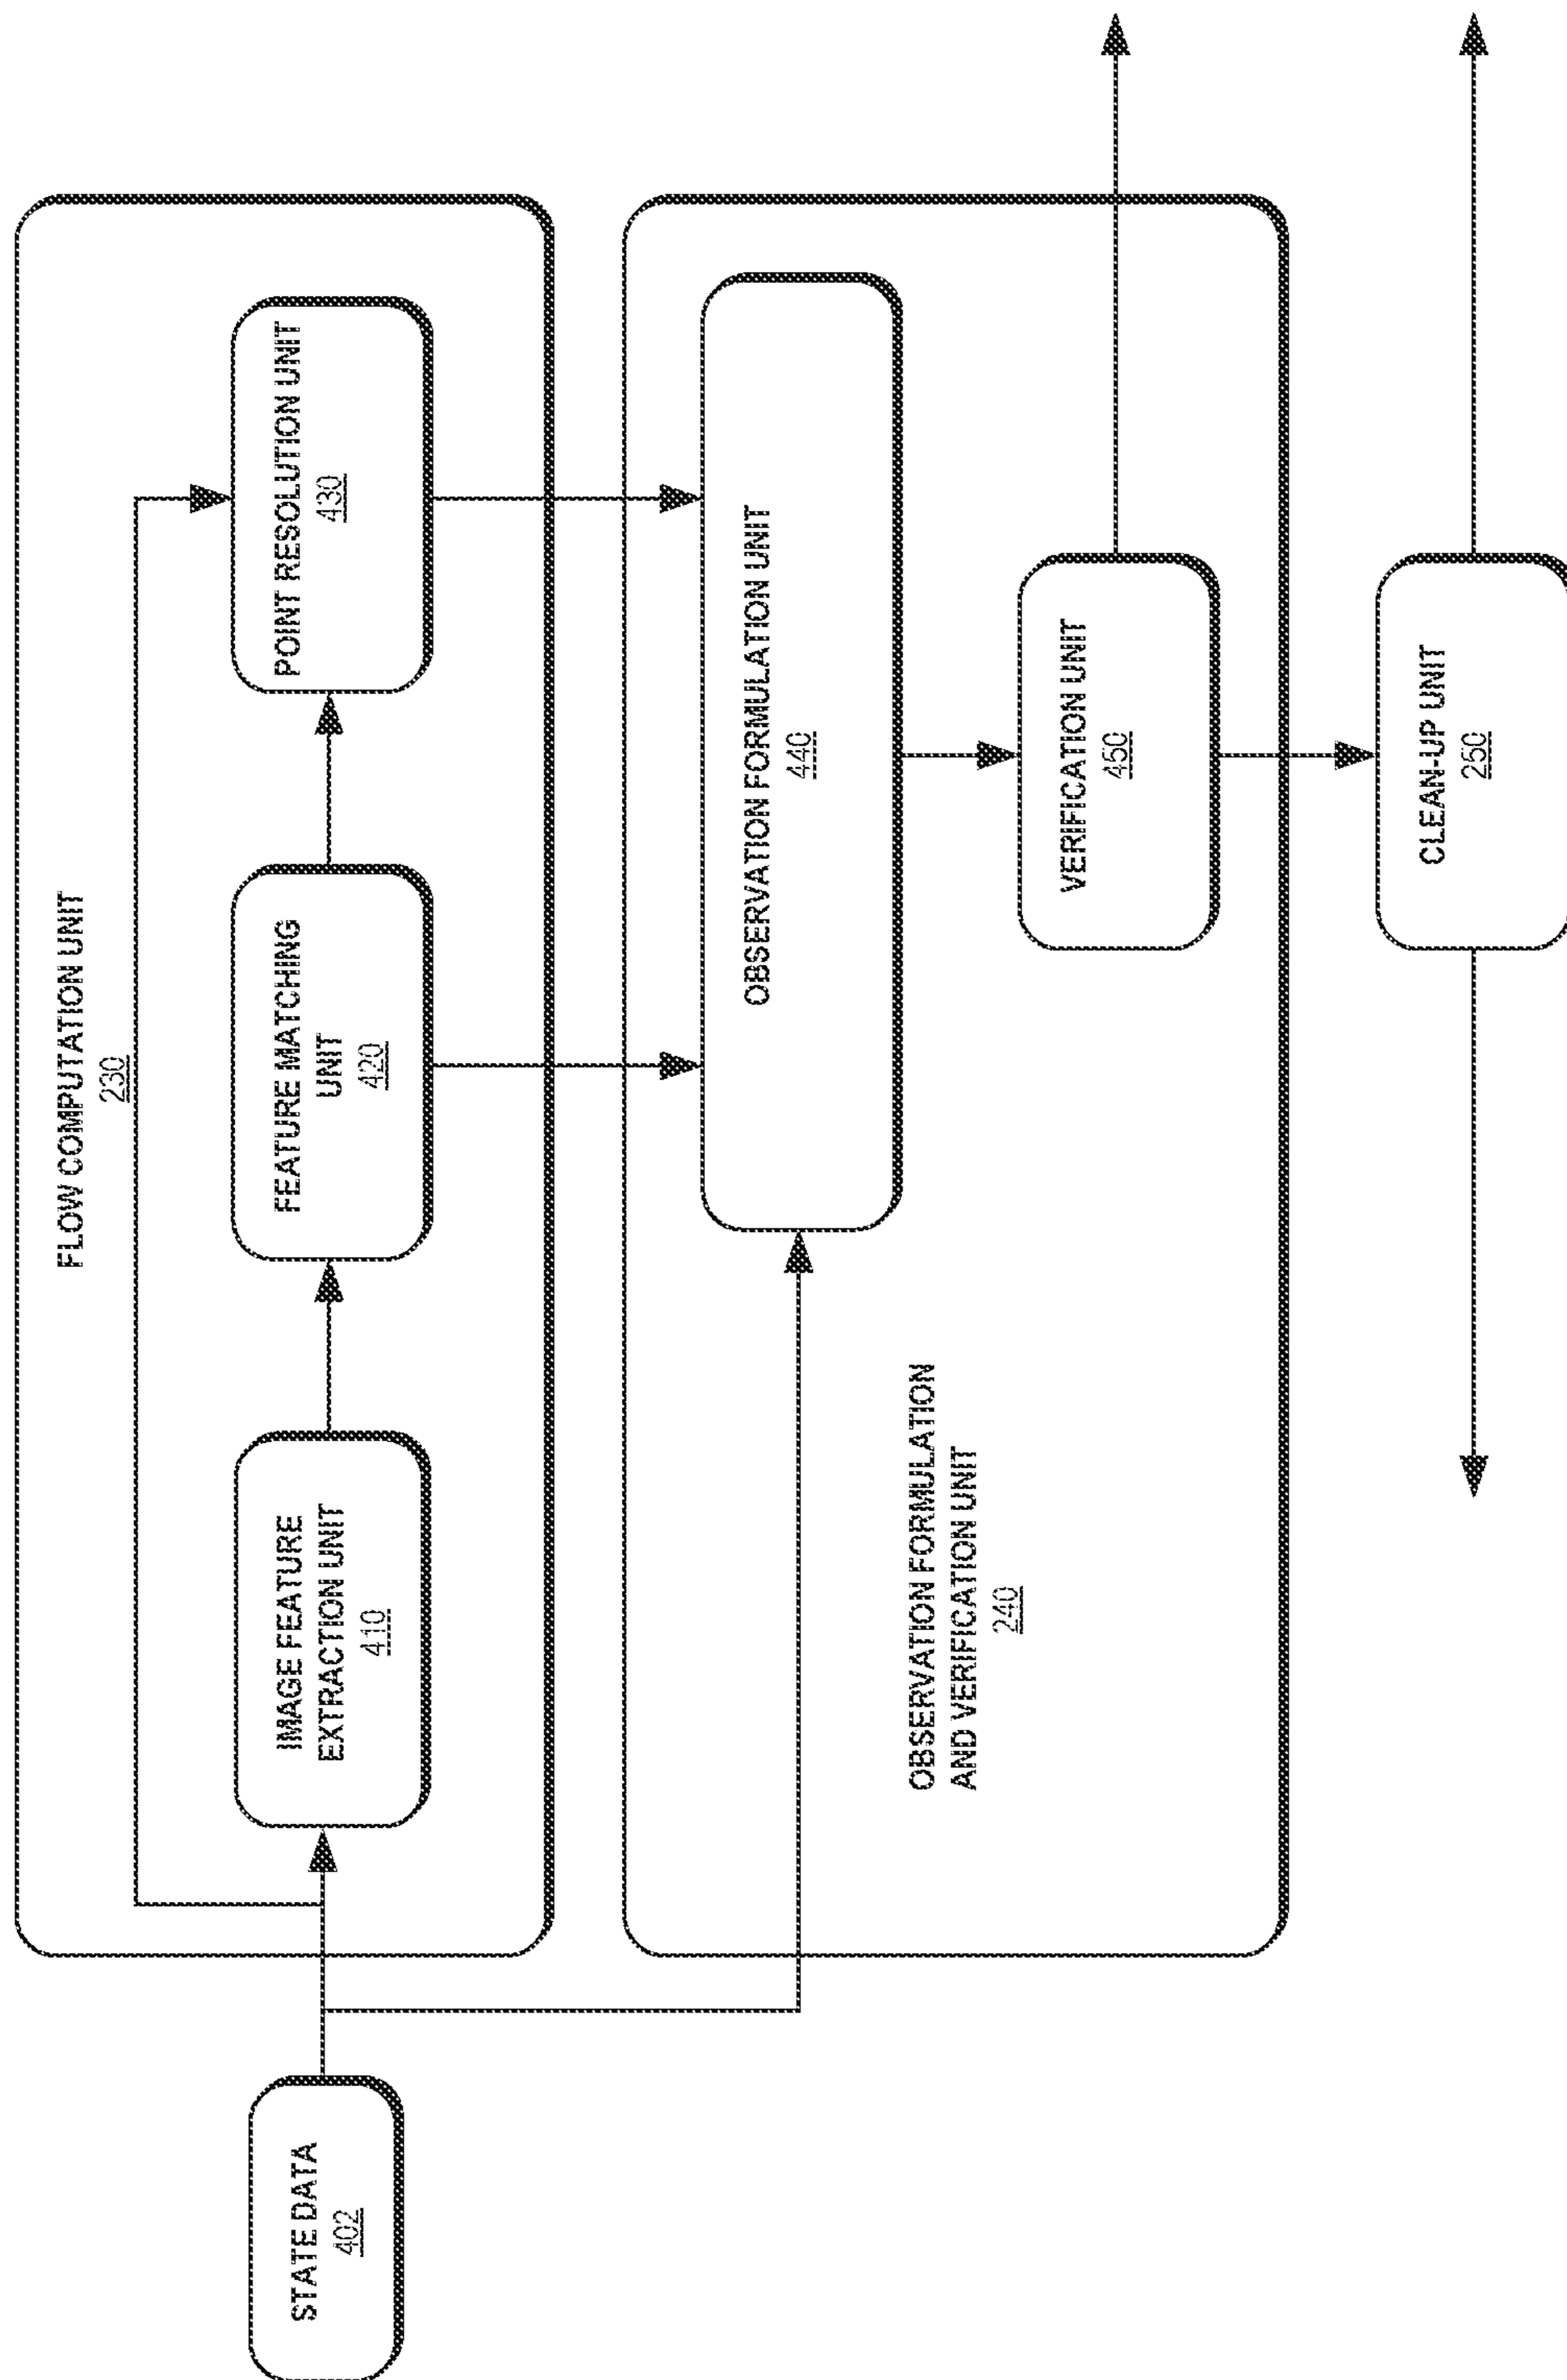 FLOW COMPUTATION UNIT
230
STATE DATA
402
IMAGE FEATURE
EXTRACTION UNIT
410
FEATURE MATCHING
UNIT
420
POINT RESOLUTION UNIT
430
OBSERVATION FORMULATION UNIT
440
OBSERVATION FORMULATION
AND VERIFICATION UNIT
240
VERIFICATION UNIT
450
CLEAN-UP UNIT
250